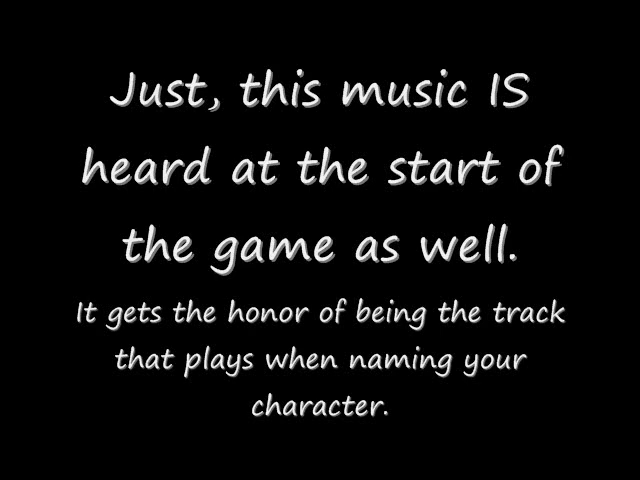 Just, this music IS
heard at the start of
the game as well.
It gets the honor of being the track
that plays when naming your
character.